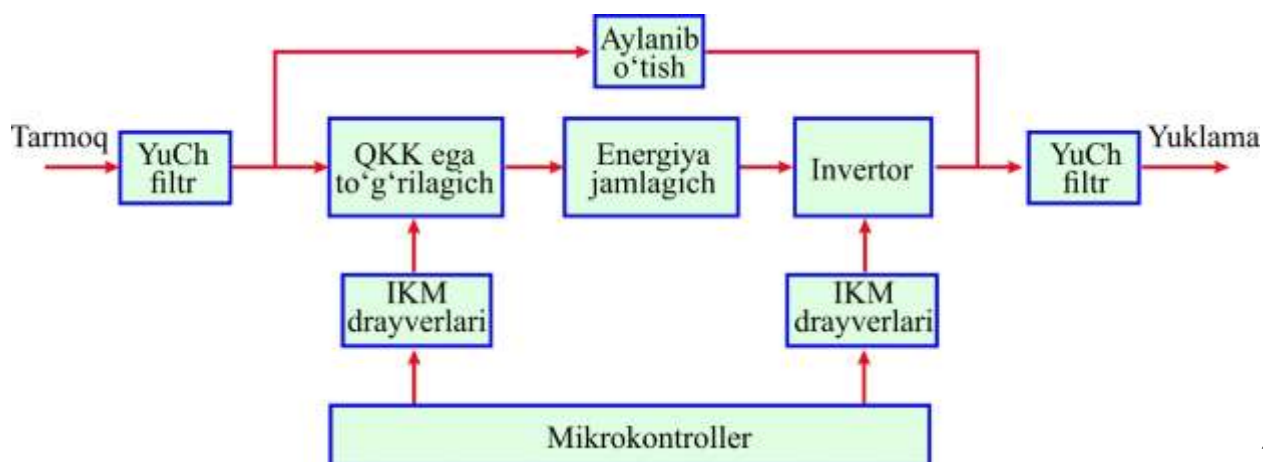 Aylanib
o‘tish
Tarmoq
YuCh
filtr
QKK ega
to‘g‘rilagich
Energiya
jamlagich
Invertor
YuCh
filtr
Yuklama
IKM
drayverlari
IKM
drayverlari
Mikrokontroller